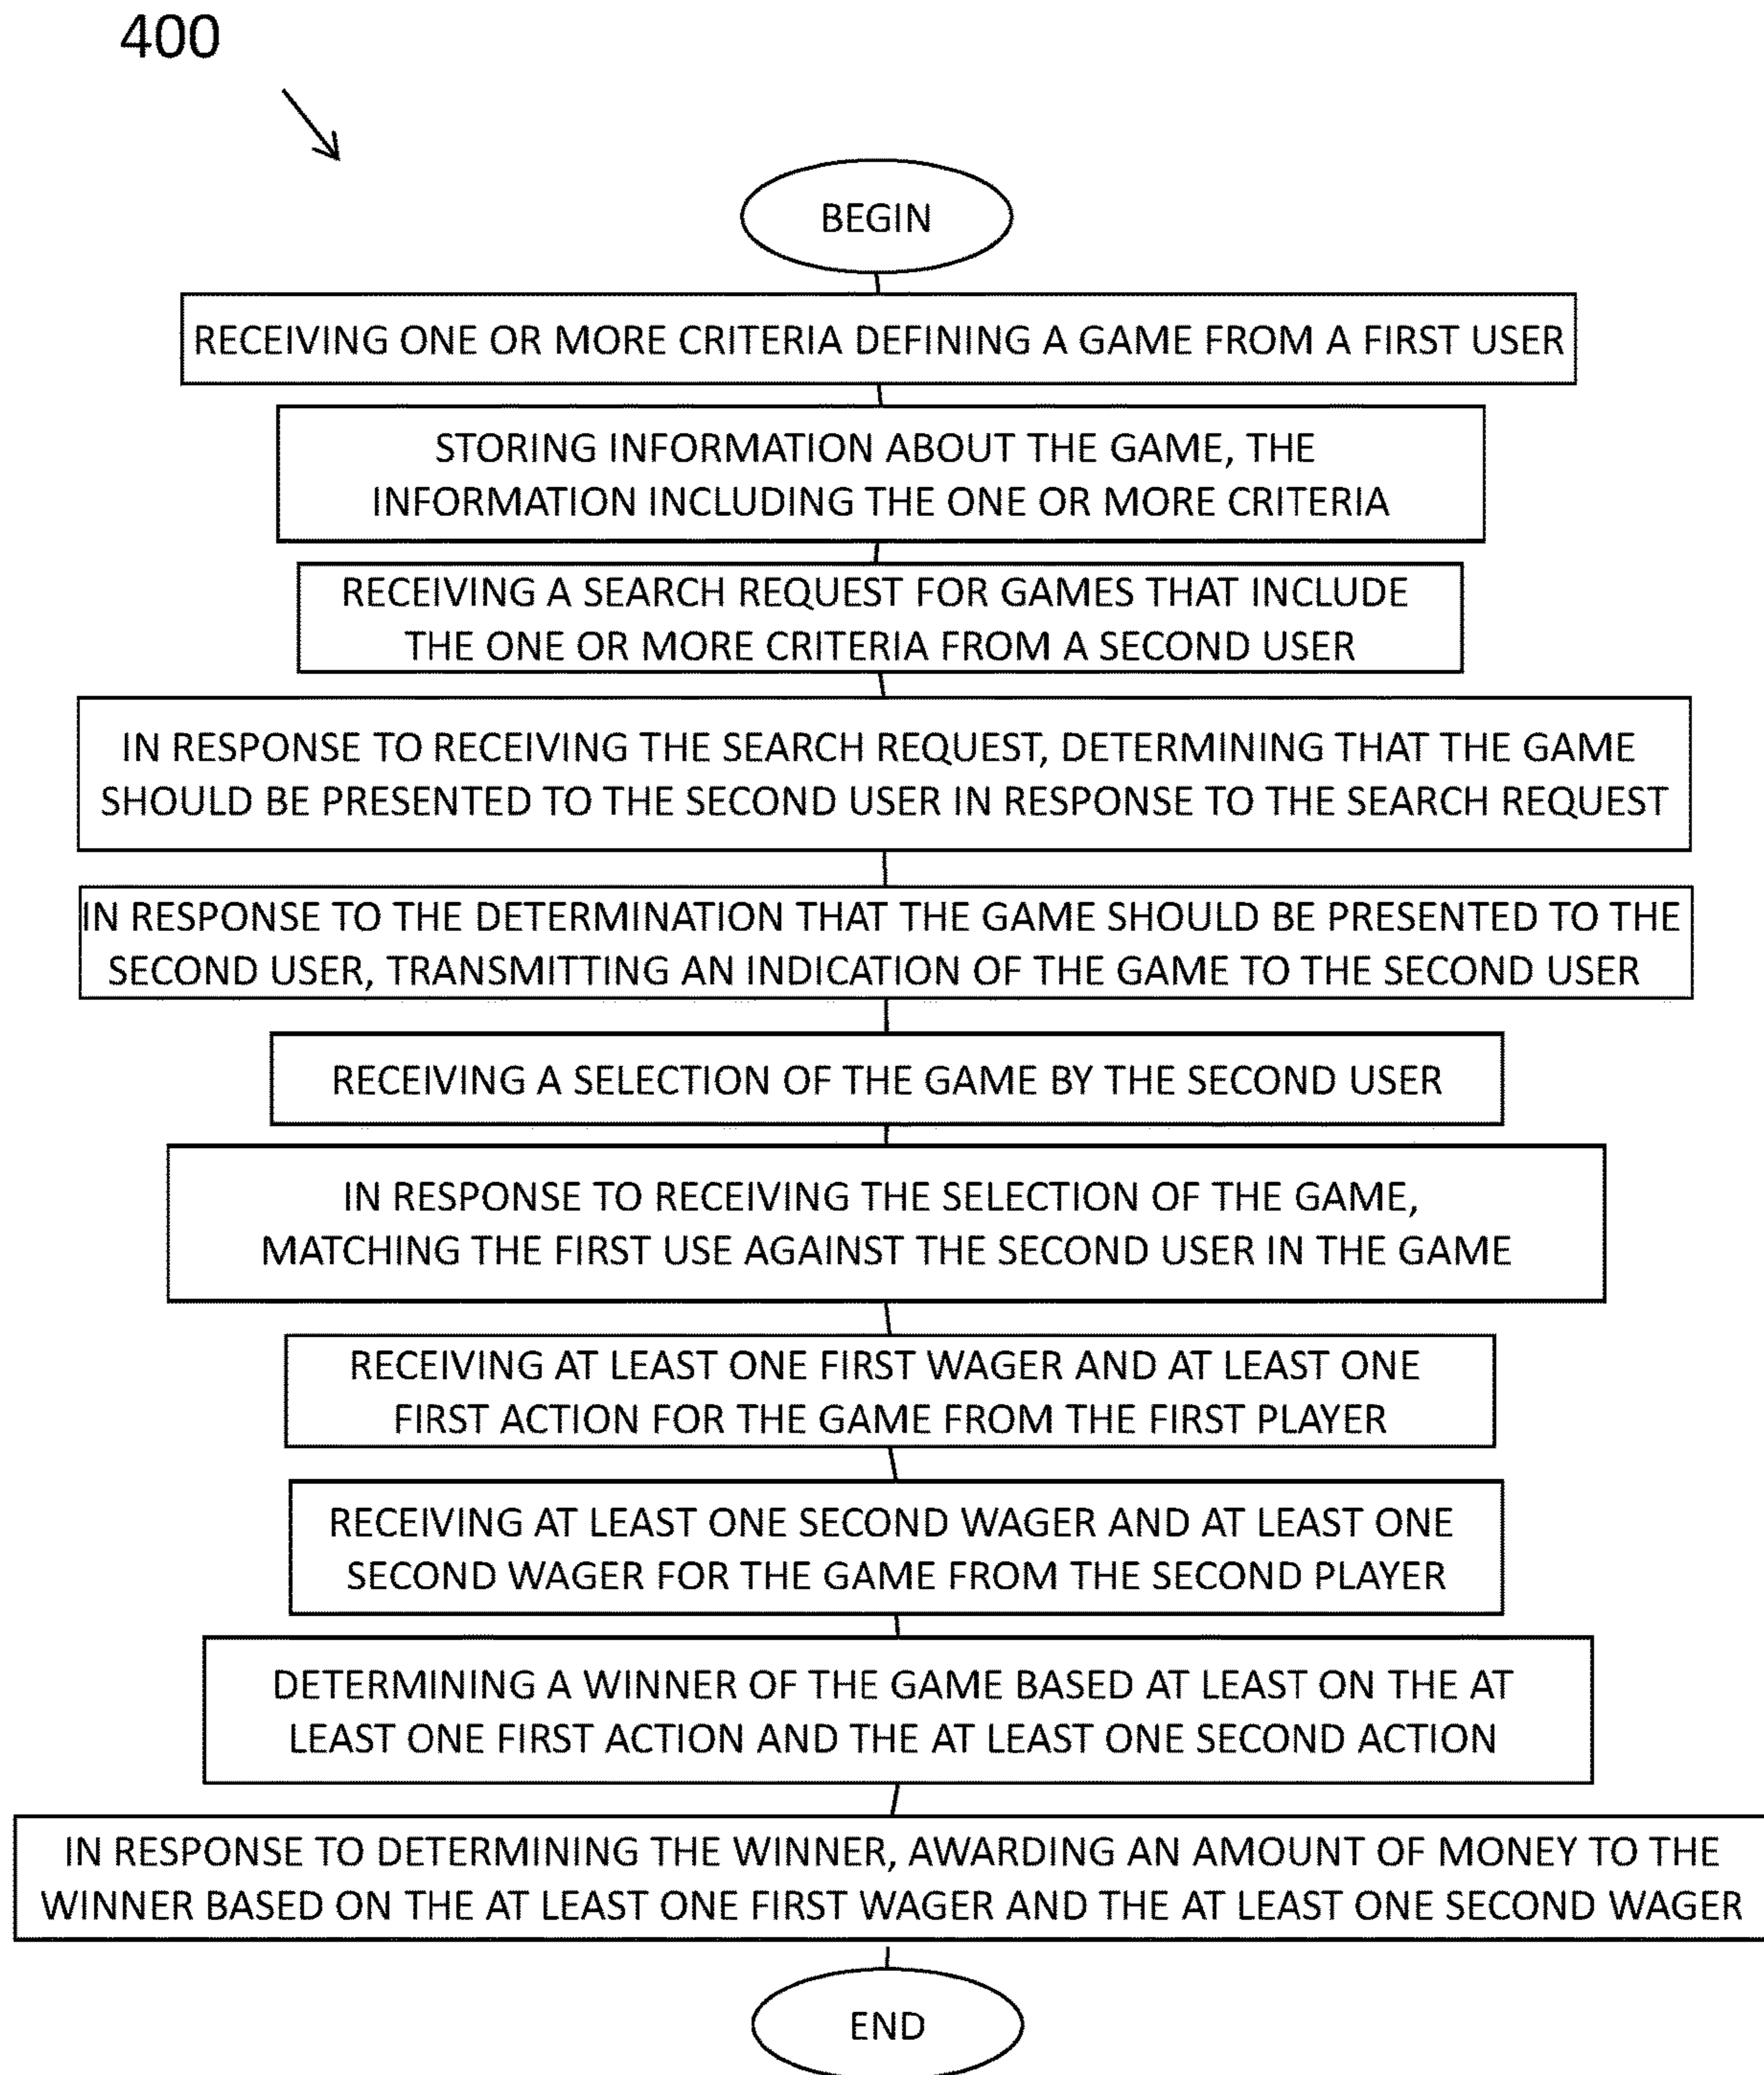 400
BEGIN
RECEIVING ONE OR MORE CRITERIA DEFINING A GAME FROM A FIRST USER
STORING INFORMATION ABOUT THE GAME, THE
INFORMATION INCLUDING THE ONE OR MORE CRITERIA
RECEIVING A SEARCH REQUEST FOR GAMES THAT INCLUDE
THE ONE OR MORE CRITERIA FROM A SECOND USER
IN RESPONSE TO RECEIVING THE SEARCH REQUEST, DETERMINING THAT THE GAME
SHOULD BE PRESENTED TO THE SECOND USER IN RESPONSE TO THE SEARCH REQUEST
IN RESPONSE TO THE DETERMINATION THAT THE GAME SHOULD BE PRESENTED TO THE
SECOND USER, TRANSMITTING AN INDICATION OF THE GAME TO THE SECOND USER
RECEIVING A SELECTION OF THE GAME BY THE SECOND USER
IN RESPONSE TO RECEIVING THE SELECTION OF THE GAME,
MATCHING THE FIRST USE AGAINST THE SECOND USER IN THE GAME
RECEIVING AT LEAST ONE FIRST WAGER AND AT LEAST ONE
FIRST ACTION FOR THE GAME FROM THE FIRST PLAYER
RECEIVING AT LEAST ONE SECOND WAGER AND AT LEAST ONE
SECOND WAGER FOR THE GAME FROM THE SECOND PLAYER
DETERMINING A WINNER OF THE GAME BASED AT LEAST ON THE AT
LEAST ONE FIRST ACTION AND THE AT LEAST ONE SECOND ACTION
IN RESPONSE TO DETERMINING THE WINNER, AWARDING AN AMOUNT OF MONEY TO THE
WINNER BASED ON THE AT LEAST ONE FIRST WAGER AND THE AT LEAST ONE SECOND WAGER
END